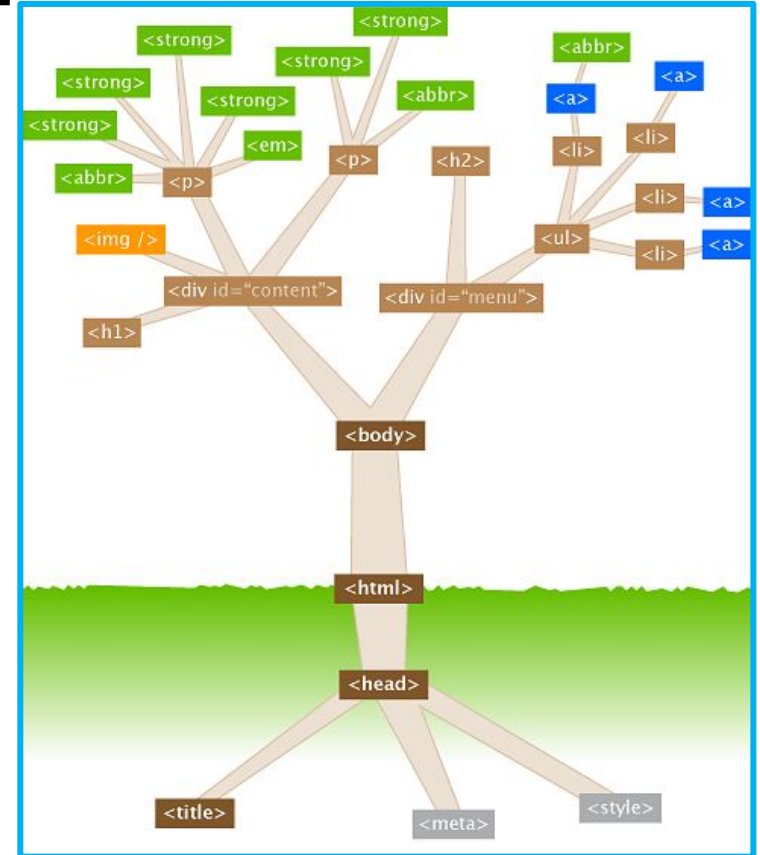 <strong>
<strong>
<abbr>
<strong>
<a>
<strong>
<strong>
<abbr>
<a>
<strong>
<em>
<li>
<li>
<p>
<h2>
<abbr>
<p>
<li>
<a>
<img />
<ul>
<a>
<li>
<div id="content">
<div id="menu">
<h1>
<body>
<html>
<head>
<title>
<style>
<meta>